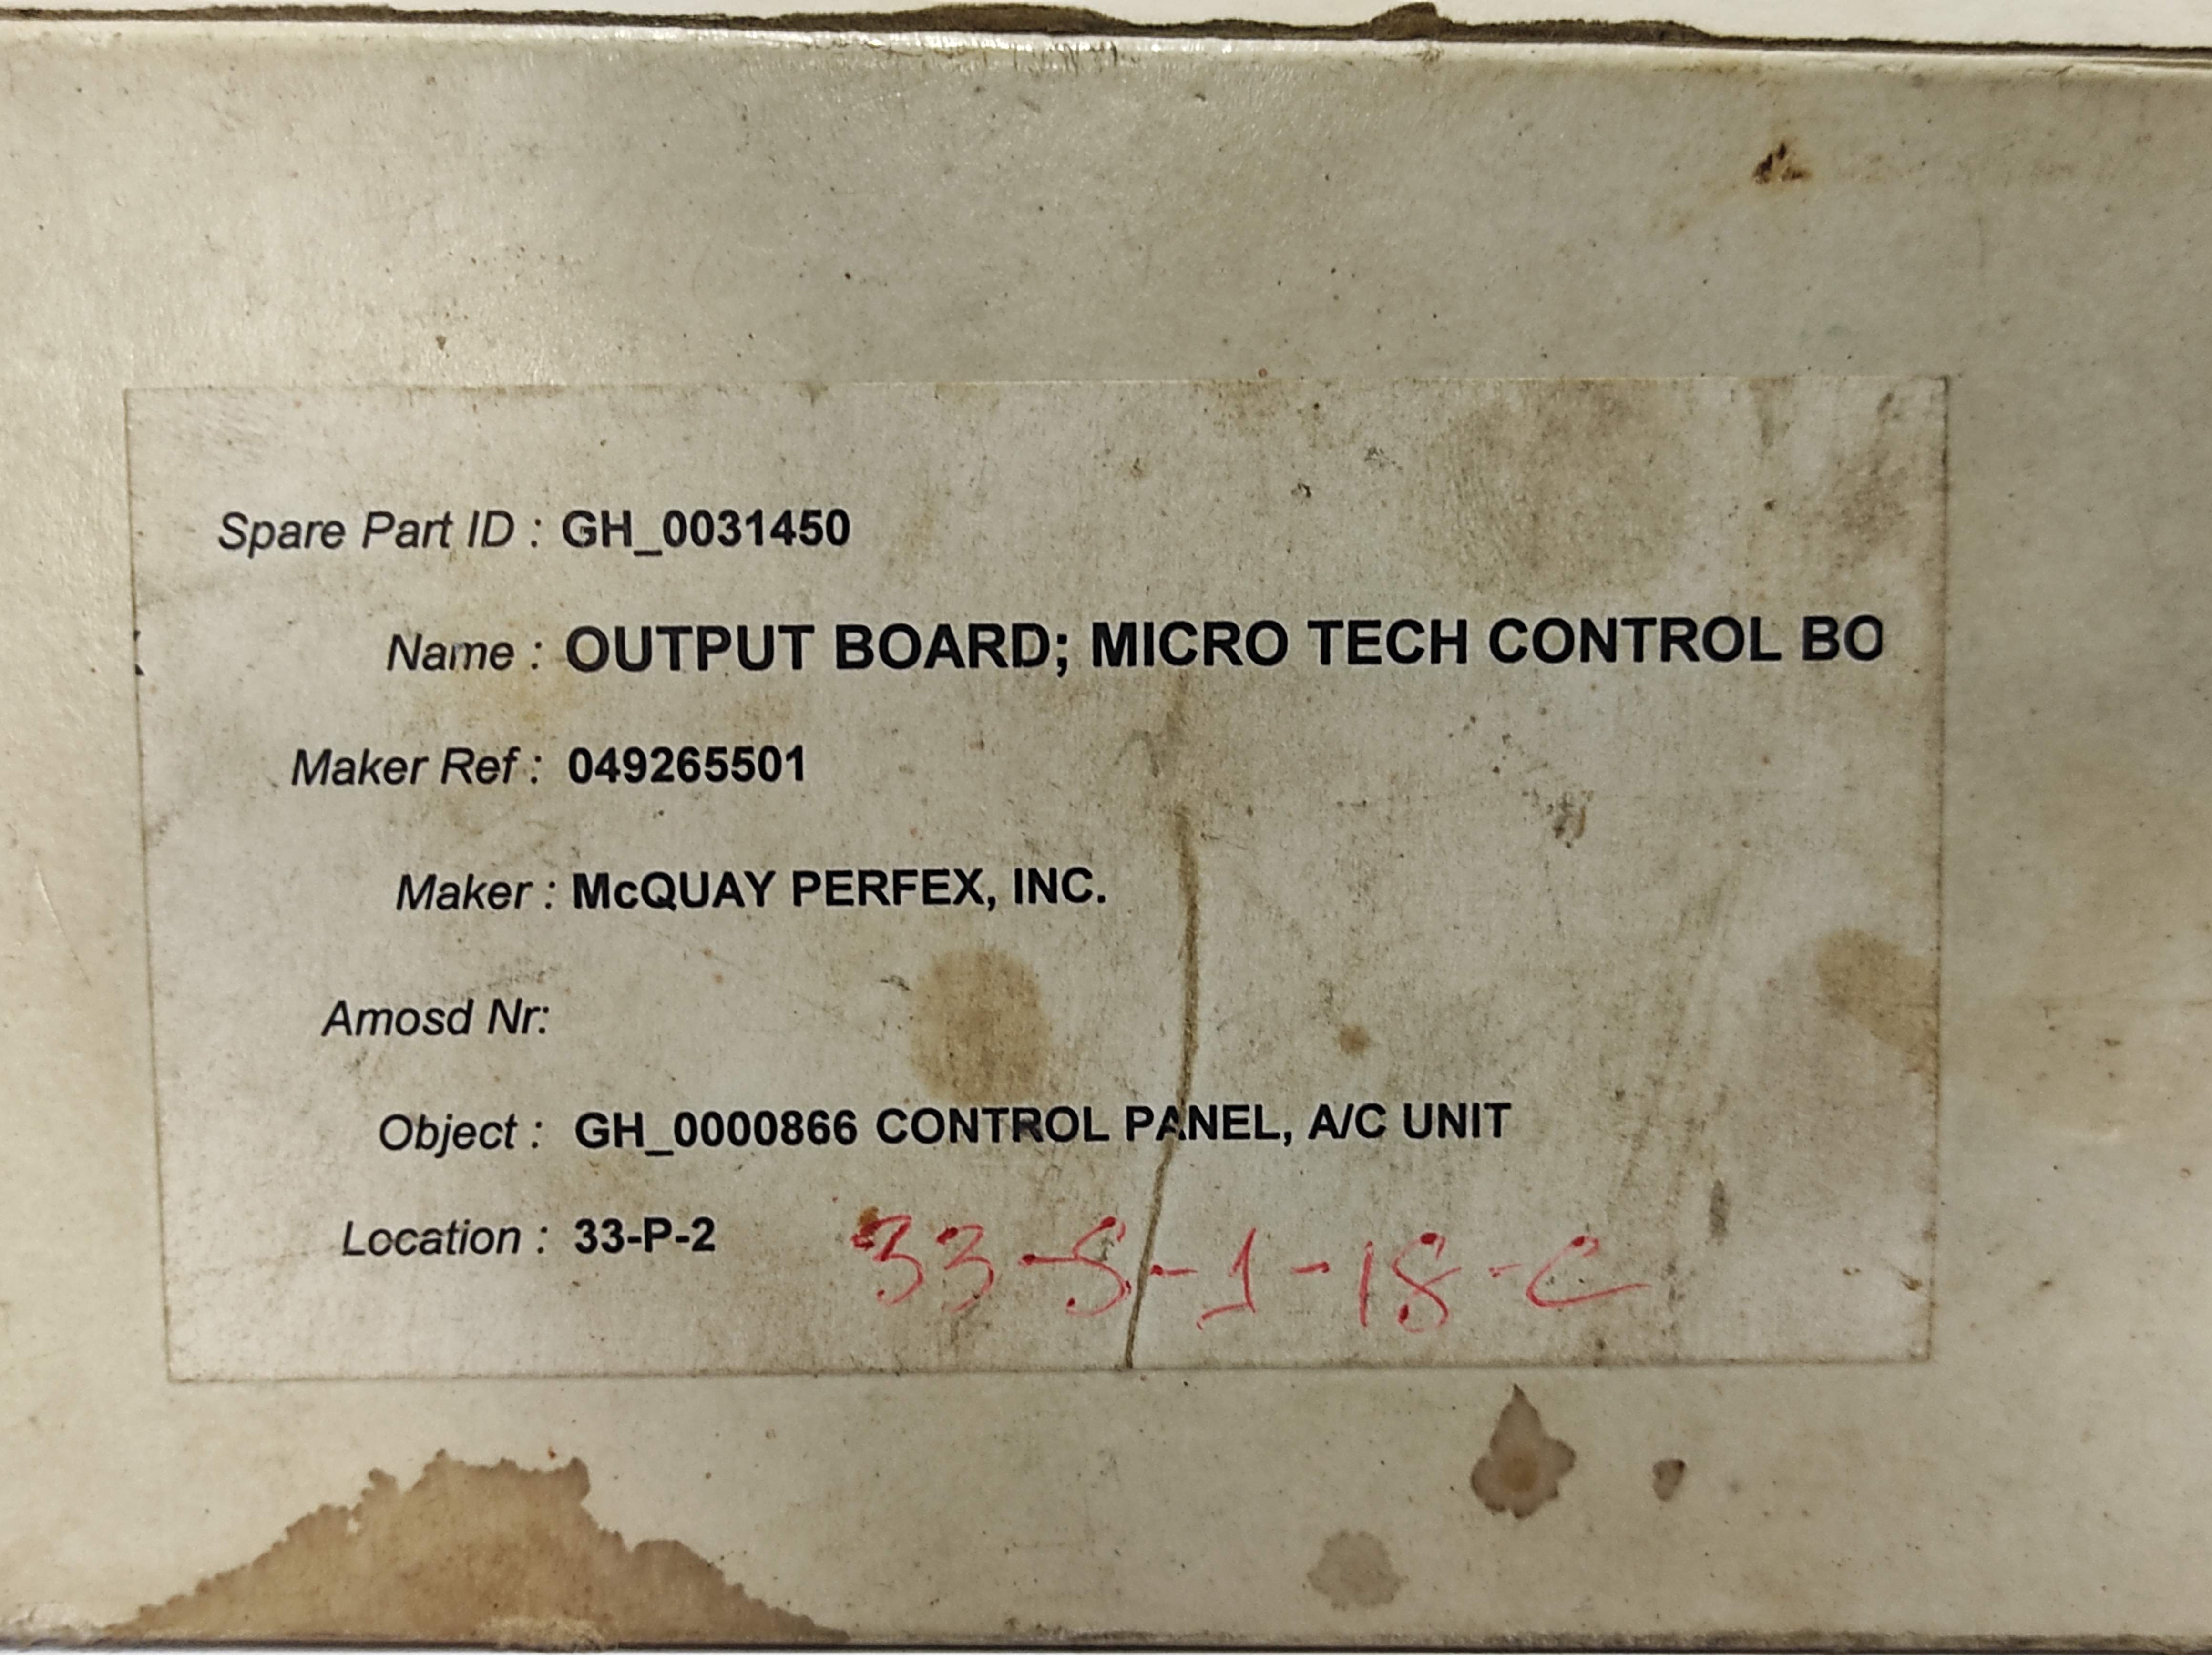 Spare Part ID : GH_0031450
Name : OUTPUT BOARD; MICRO TECH CONTROL BO
Maker Ref : 049265501
Maker : McQUAY PERFEX, INC.
Amosd Nr:
Object : GH_0000866 CONTROL PANEL, A/C UNIT
Location : 33-P-2 33-S-1-18-C